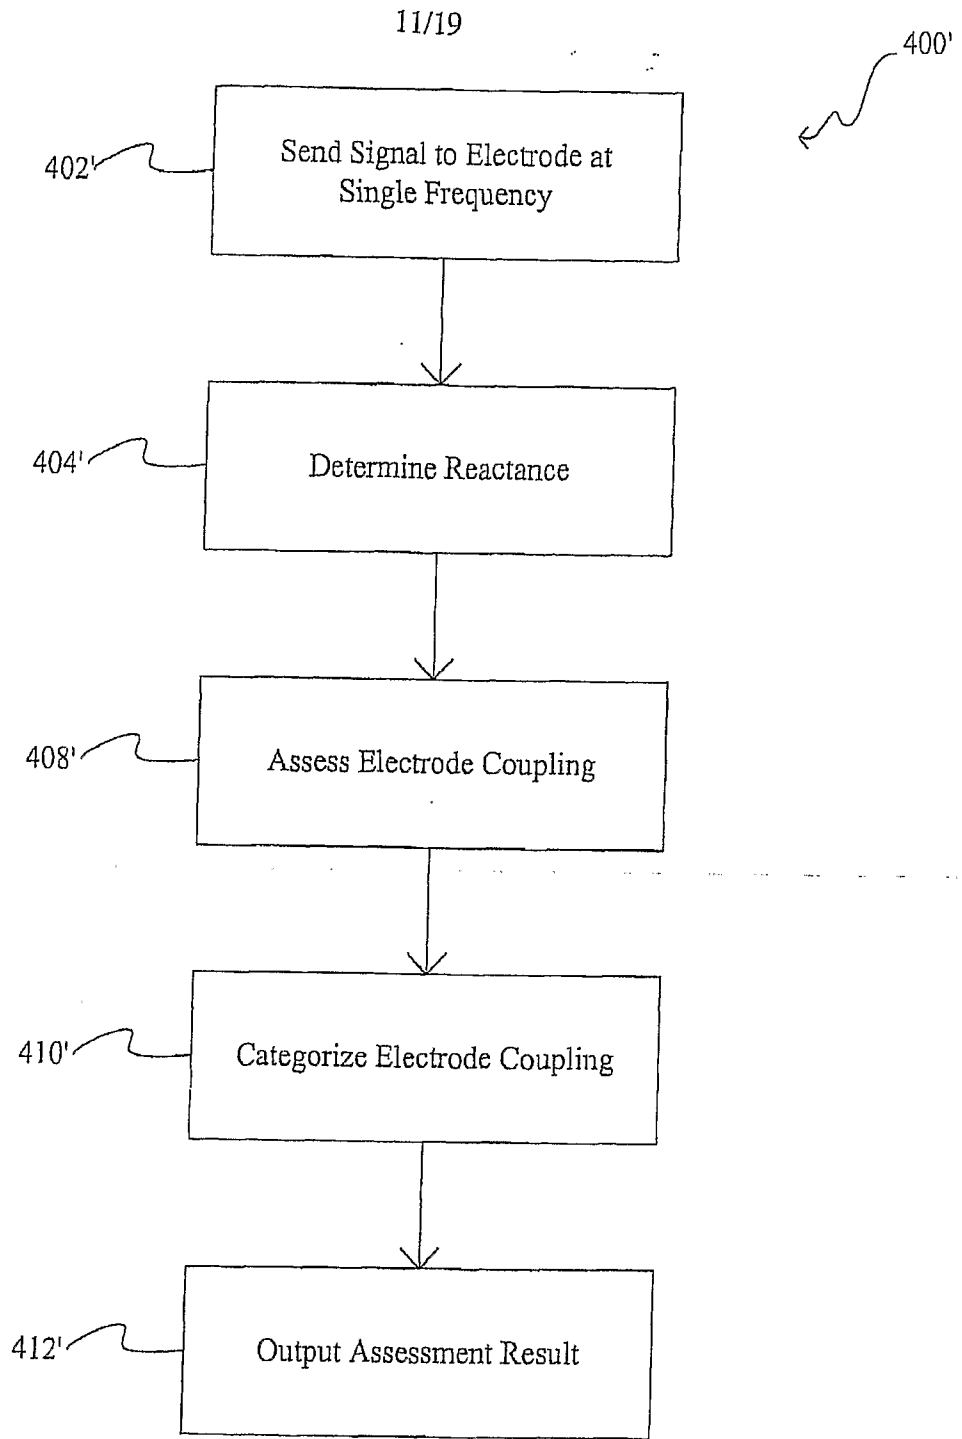 11/19
400'
402'
Send Signal to Electrode at
Single Frequency
404'
Determine Reactance
408'
Assess Electrode Coupling
410'
Categorize Electrode Coupling
412'
Output Assessment Result